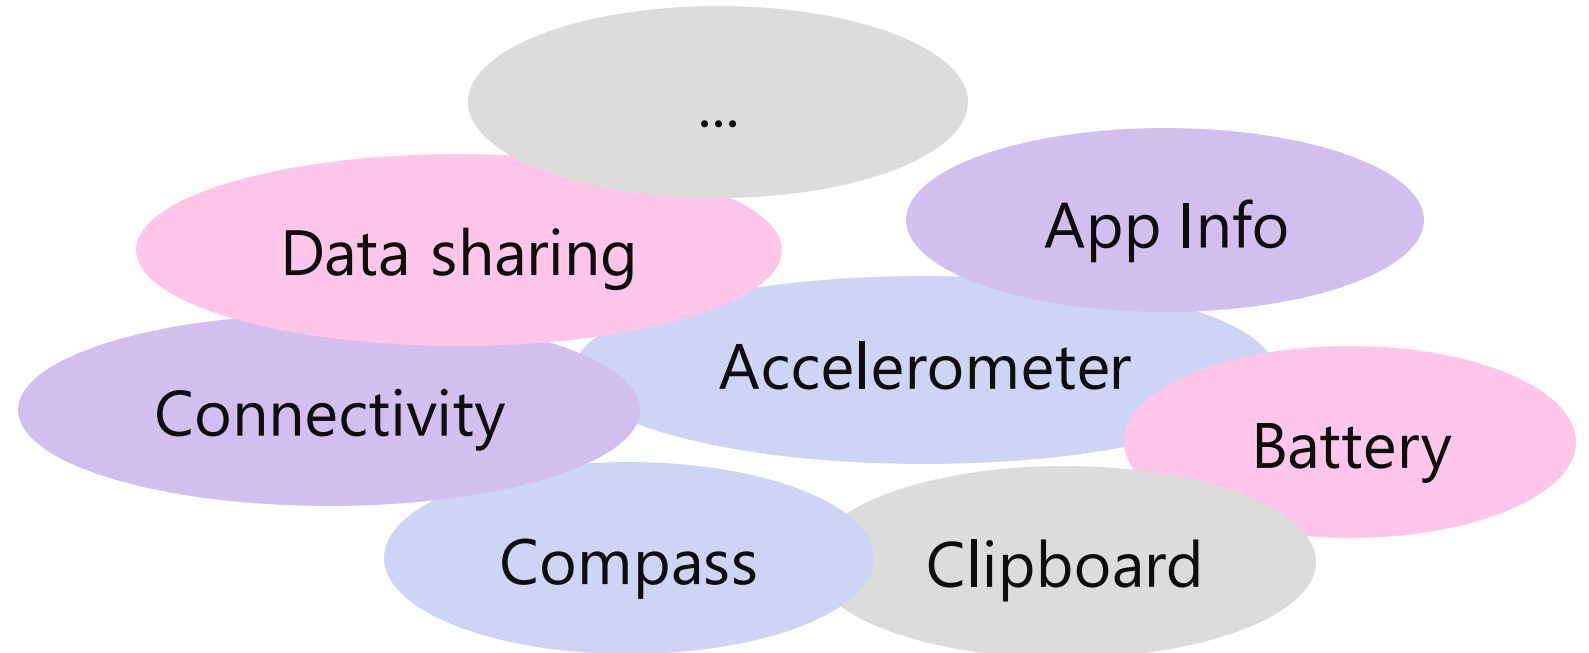 ...
App Info
Data sharing
Accelerometer
Connectivity
Battery
Compass
Clipboard